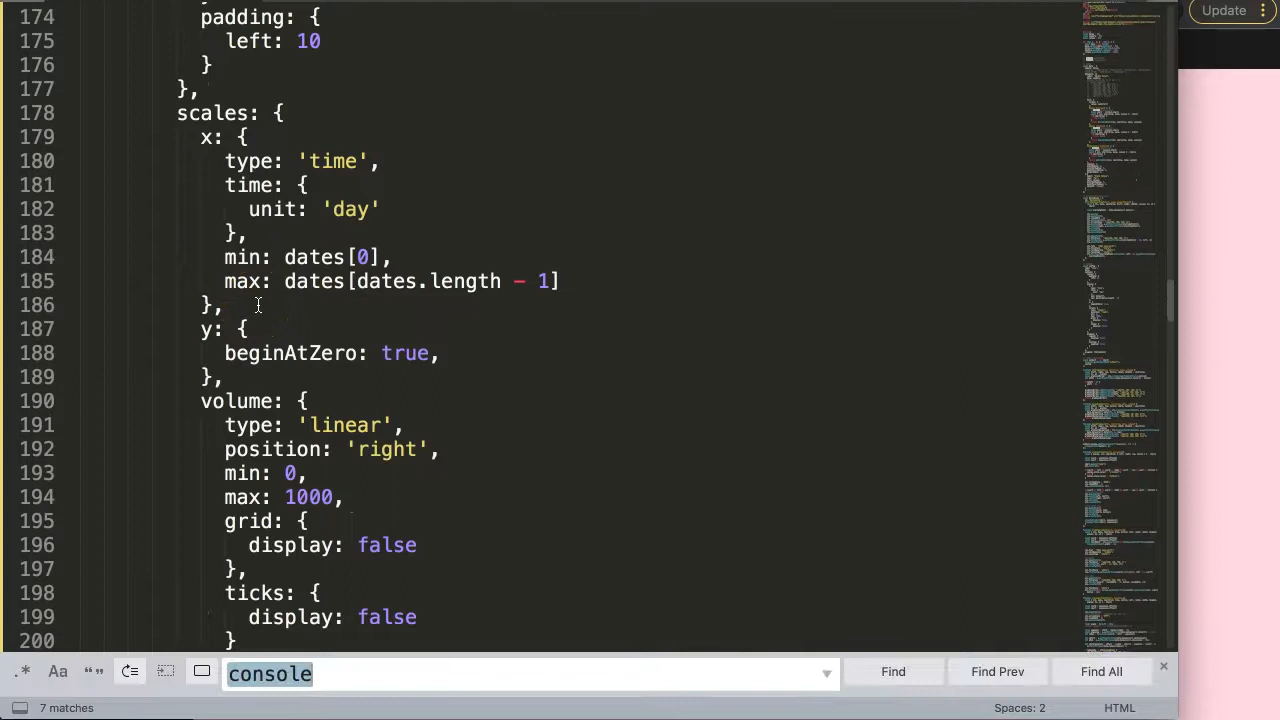 174 padding: {
175 left: 10
176 }
177 },
178 scales: {
179 x: {
180 type: 'time',
181 time: {
182 unit: 'day'
183 },
184 min: dates[0],
185 max: dates[dates.length - 1]
186 },
187 y: {
188 beginAtZero: true,
189 },
190 volume: {
191 type: 'linear',
192 position: 'right',
193 min: 0,
194 max: 1000,
195 grid: {
196 display: false
197 },
198 ticks: {
199 display: false
200 }
Update
.* Aa “” console Find Find Prev Find All
7 matches Spaces: 2 HTML